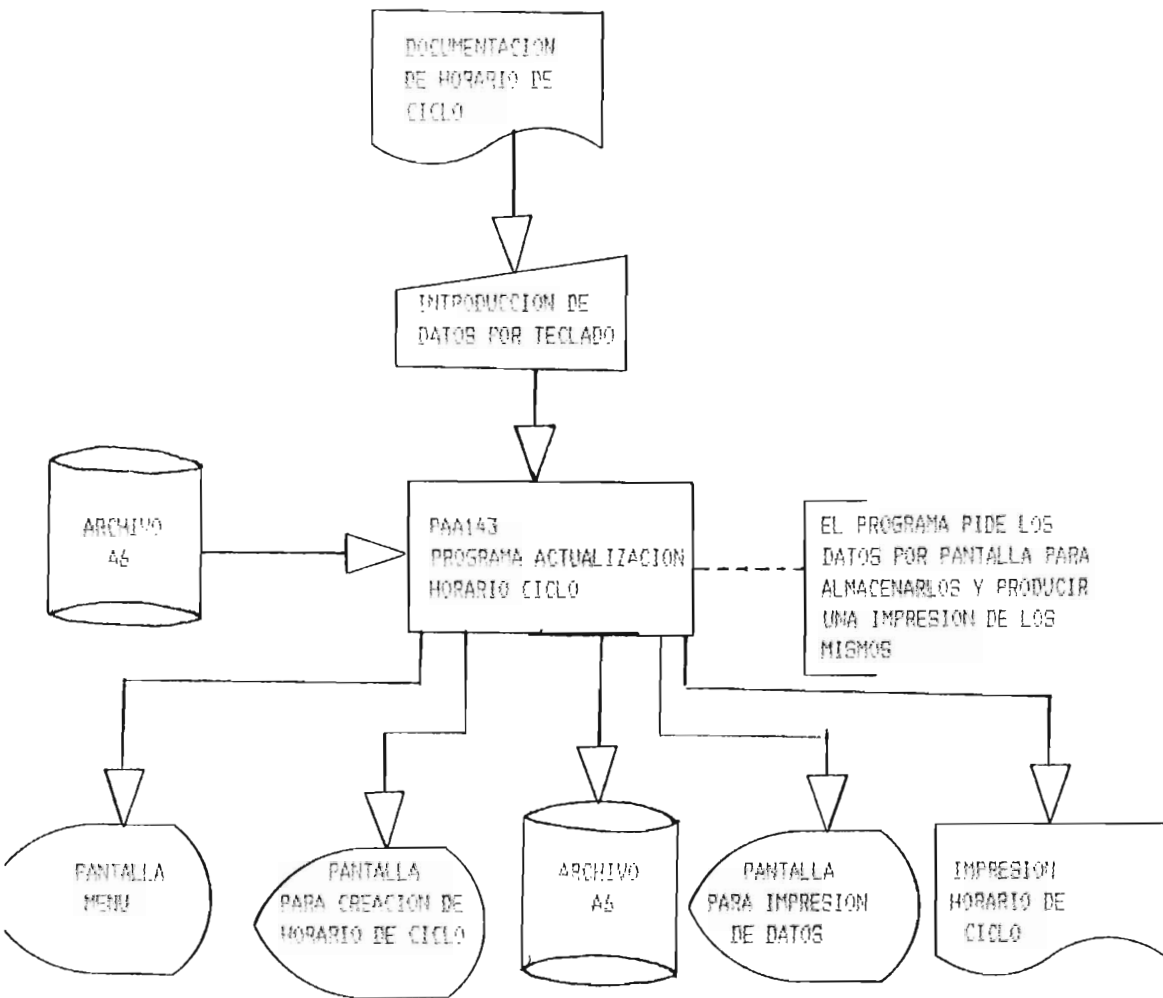 DOCUMENTACION
DE HORARIO DE
CICLO
INTRODUCCION DE
DATOS POR TECLADO
ARCHIVO
A6
PAA143
PROGRAMA ACTUALIZACION
HORARIO CICLO
EL PROGRAMA PIDE LOS
DATOS POR PANTALLA PARA
ALMACENARLOS Y PRODUCIR
UNA IMPRESION DE LOS
MISMOS
PANTALLA
MENU
PANTALLA
PARA CREACION DE
HORARIO DE CICLO
ARCHIVO
A6
PANTALLA
PARA IMPRESION
DE DATOS
IMPRESION
HORARIO DE
CICLO